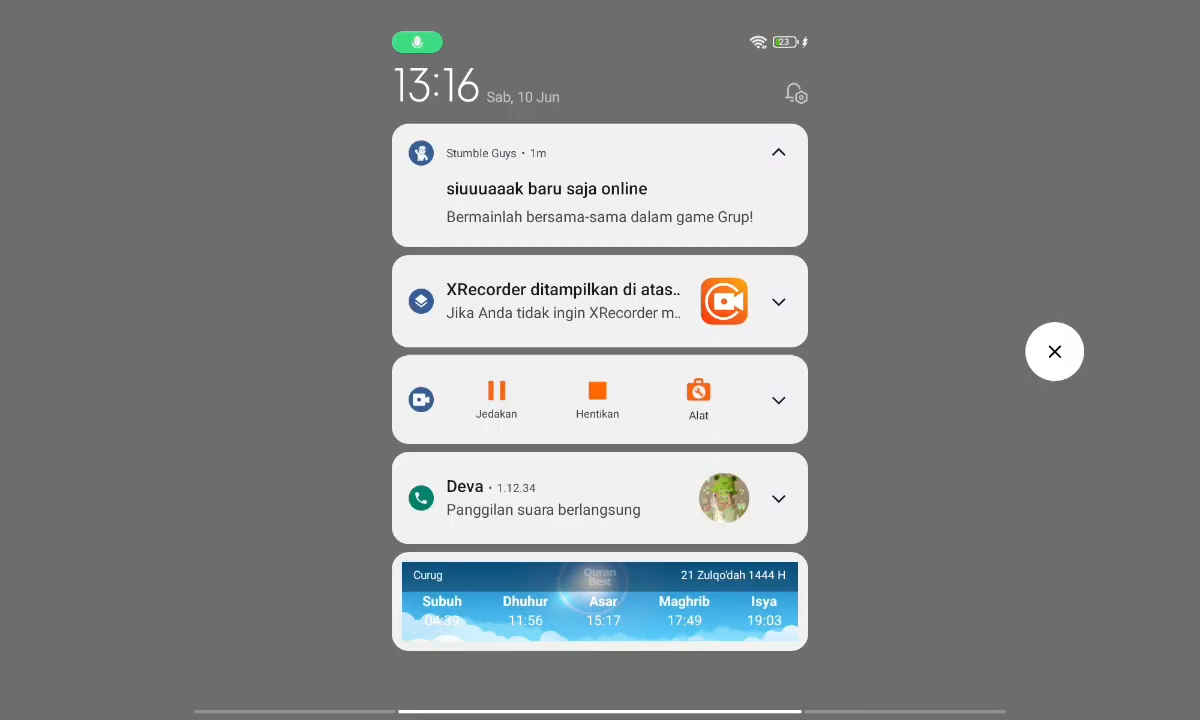 23
13:16 Sab, 10 Jun
Stumble Guys • 1m
siuuuaaak baru saja online
Bermainlah bersama-sama dalam game Grup!
XRecorder ditampilkan di atas..
Jika Anda tidak ingin XRecorder m..
Jedakan Hentikan Alat
Deva • 1.12.34
Panggilan suara berlangsung
Curug Quran Best 21 Zulqo'dah 1444 H
Subuh Dhuhur Asar Maghrib Isya
04:39 11:56 15:17 17:49 19:03